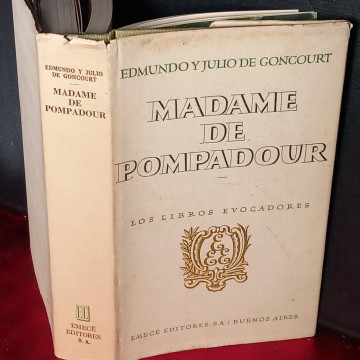 EDMUNDO Y JULIO
DE GONCOURT
MADAME
DE
POMPADOUR
EMECÉ
EDITORES
S. A.
EDMUNDO Y JULIO DE GONCOURT
MADAME
DE
POMPADOUR
LOS LIBROS EVOCADORES
EMECÉ EDITORES, S.A. / BUENOS AIRES